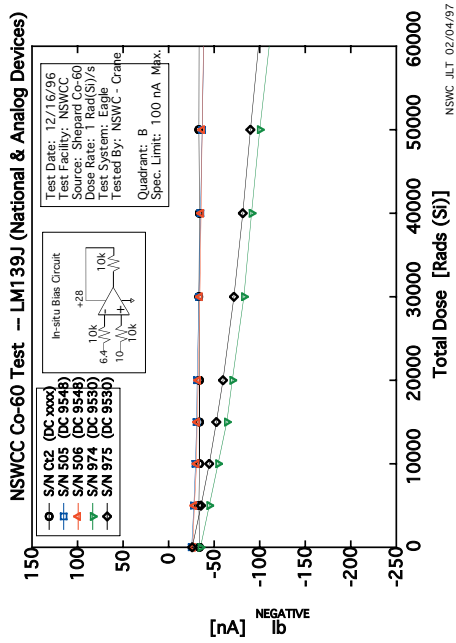 NSWCC Co-60 Test -- LM139J (National & Analog Devices)
150
100
50
0
-50
-100
-150
-200
-250
[nA]
NEGATIVE
Ib
S/N Ct2 (DC xxxx)
S/N 505 (DC 9548)
S/N 506 (DC 9548)
S/N 974 (DC 9530)
S/N 975 (DC 9530)
In-situ Bias Circuit
+28
10k
6.4
10k
10
10k
-
+
Test Date: 12/16/96
Test Facility: NSWCC
Source: Shepard Co-60
Dose Rate: 1 Rad(Si)/s
Test System: Eagle
Tested By: NSWC - Crane
Quadrant: B
Spec. Limit: 100 nA Max.
0
10000
20000
30000
40000
50000
60000
Total Dose [Rads (Si)]
NSWC JLT 02/04/97